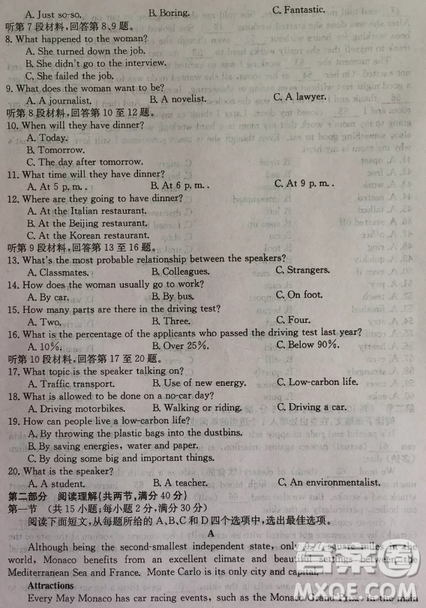 A. Just so-so. B. Boring. C. Fantastic.
听第7段材料,回答第8、9题。
8. What happened to the woman?
A. She turned down the job.
B. She didn't go to the interview.
C. She failed the job.
9. What does the woman want to be?
A. A journalist. B. A novelist. C. A lawyer.
听第8段材料,回答第10至12题。
10. When will they have dinner?
A. Today.
B. Tomorrow.
C. The day after tomorrow.
11. What time will they have dinner?
A. At 5 p. m. . B. At 6 p. m. . C. At 9 p. m. .
12. Where are they going to have dinner?
A. At the Italian restaurant.
B. At the Beijing restaurant.
C. At the Korean restaurant.
听第9段材料,回答第13至16题。
13. What's the most probable relationship between the speakers?
A. Classmates. B. Colleagues. C. Strangers.
14. How does the woman usually go to work?
A. By car. B. By bus. C. On foot.
15. How many parts are there in the driving test?
A. Two. B. Three. C. Four.
16. What is the percentage of the applicants who passed the driving test last year?
A. 10%. B. Over 25%. C. Below 90%.
听第10段材料,回答第17至20题。
17. What topic is the speaker talking on?
A. Traffic transport. B. Use of new energy. C. Low-carbon life.
18. What is allowed to be done on a no-car day?
A. Driving motorbikes. B. Walking or riding. C. Driving a car.
19. How can people live a low-carbon life?
A. By throwing the plastic bags into the dustbins.
B. By saving energies, water and paper.
C. By doing some big and important things.
20. What is the speaker?
A. A student. B. A teacher. C. An environmentalist.
第二部分 阅读理解(共两节,满分40分)
第一节 (共15小题;每小题2分,满分30分)
阅读下面短文,从每题所给的A、B、C和D四个选项中,选出最佳选项。
A
Although being the second-smallest independent state, only
world, Monaco benefits from an excellent climate and beautiful
Mediterranean Sea and France. Monte Carlo is its only city and capital.
Attractions
Every May Monaco has car racing events, such as the Monaco Grand Prix. In the main
MXQE.COM